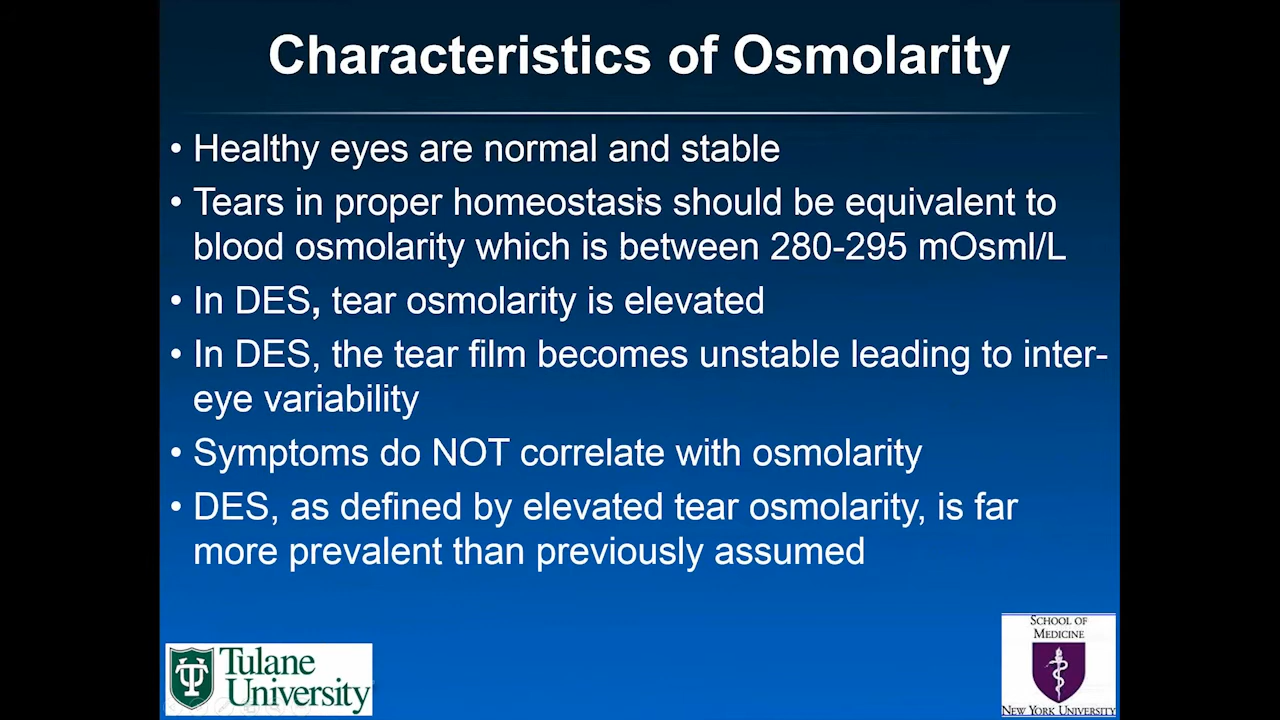 Characteristics of Osmolarity
• Healthy eyes are normal and stable
• Tears in proper homeostasis should be equivalent to
blood osmolarity which is between 280-295 mOsml/L
• In DES, tear osmolarity is elevated
• In DES, the tear film becomes unstable leading to inter-
eye variability
• Symptoms do NOT correlate with osmolarity
• DES, as defined by elevated tear osmolarity, is far
more prevalent than previously assumed
Tulane
University
SCHOOL OF
MEDICINE
NEW YORK UNIVERSITY